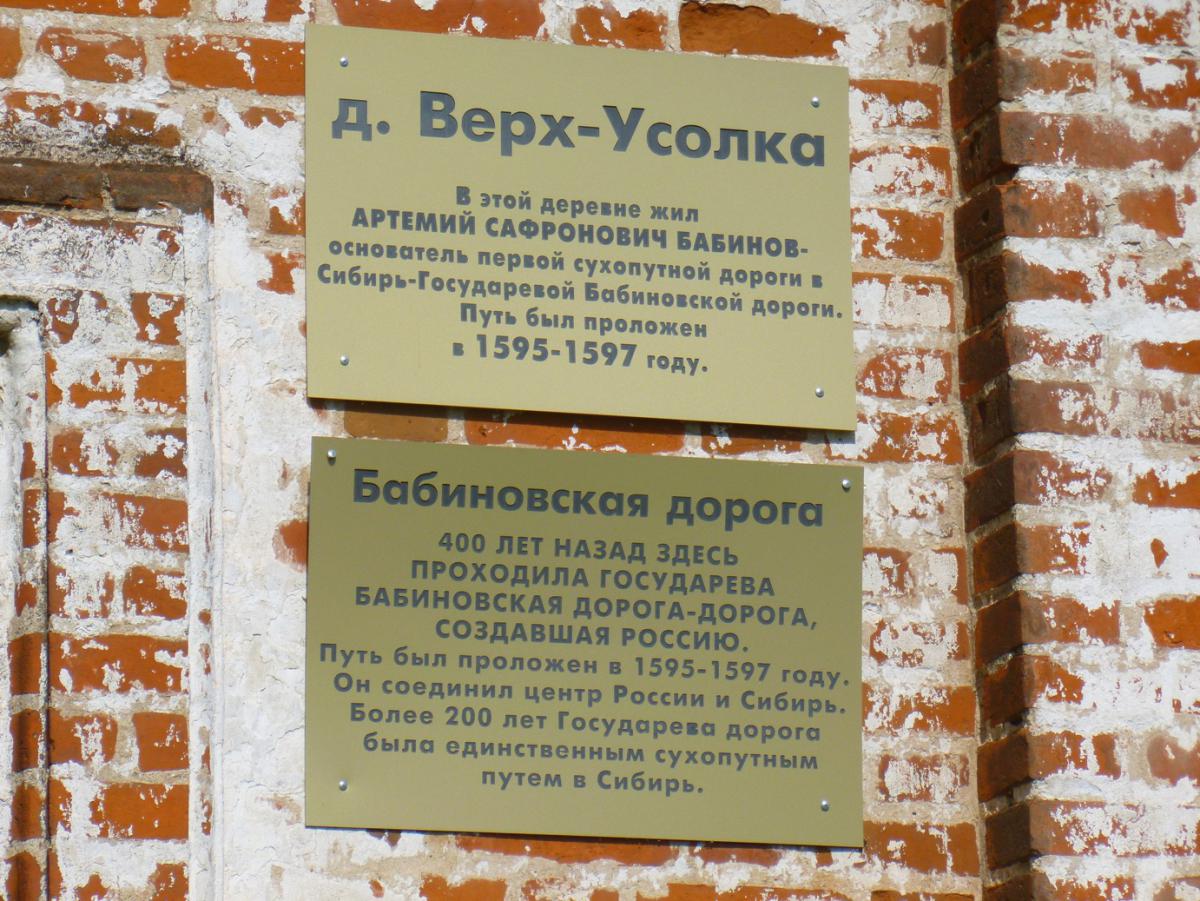 д. Верх-Усолка
В этой деревне жил
АРТЕМИЙ САФРОНОВИЧ БАБИНОВ-
основатель первой сухопутной дороги в
Сибирь-Государевой Бабиновской дороги.
Путь был проложен
в 1595-1597 году.
Бабиновская дорога
400 ЛЕТ НАЗАД ЗДЕСЬ
ПРОХОДИЛА ГОСУДАРЕВА
БАБИНОВСКАЯ ДОРОГА-ДОРОГА,
СОЗДАВШАЯ РОССИЮ.
Путь был проложен в 1595-1597 году.
Он соединил центр России и Сибирь.
Более 200 лет Государева дорога
была единственным сухопутным
путем в Сибирь.